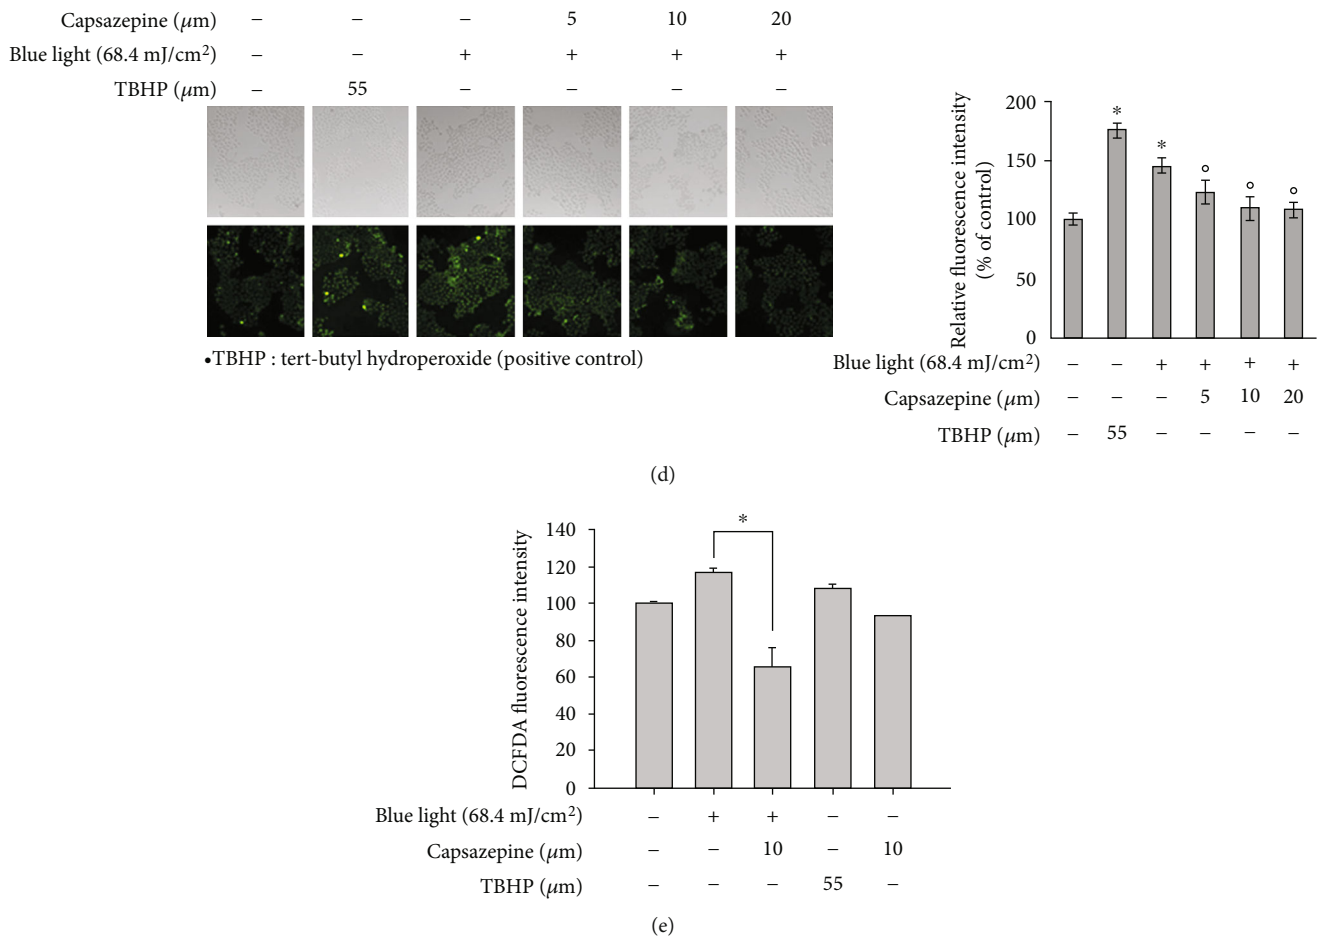 Capsazepine (μm) – – – 5 10 20
Blue light (68.4 mJ/cm²) – – + + + +
TBHP (μm) – 55 – – – –
•TBHP : tert-butyl hydroperoxide (positive control)
Relative fluorescence intensity
(% of control)
200
150
100
50
0
* * ° ° ° 
Blue light (68.4 mJ/cm²) – – + + + +
Capsazepine (μm) – – – 5 10 20
TBHP (μm) – 55 – – – –
(d)
DCFDA fluorescence intensity
140
120
100
80
60
40
20
0
*
Blue light (68.4 mJ/cm²) – + + – –
Capsazepine (μm) – – 10 – 10
TBHP (μm) – – – 55 –
(e)